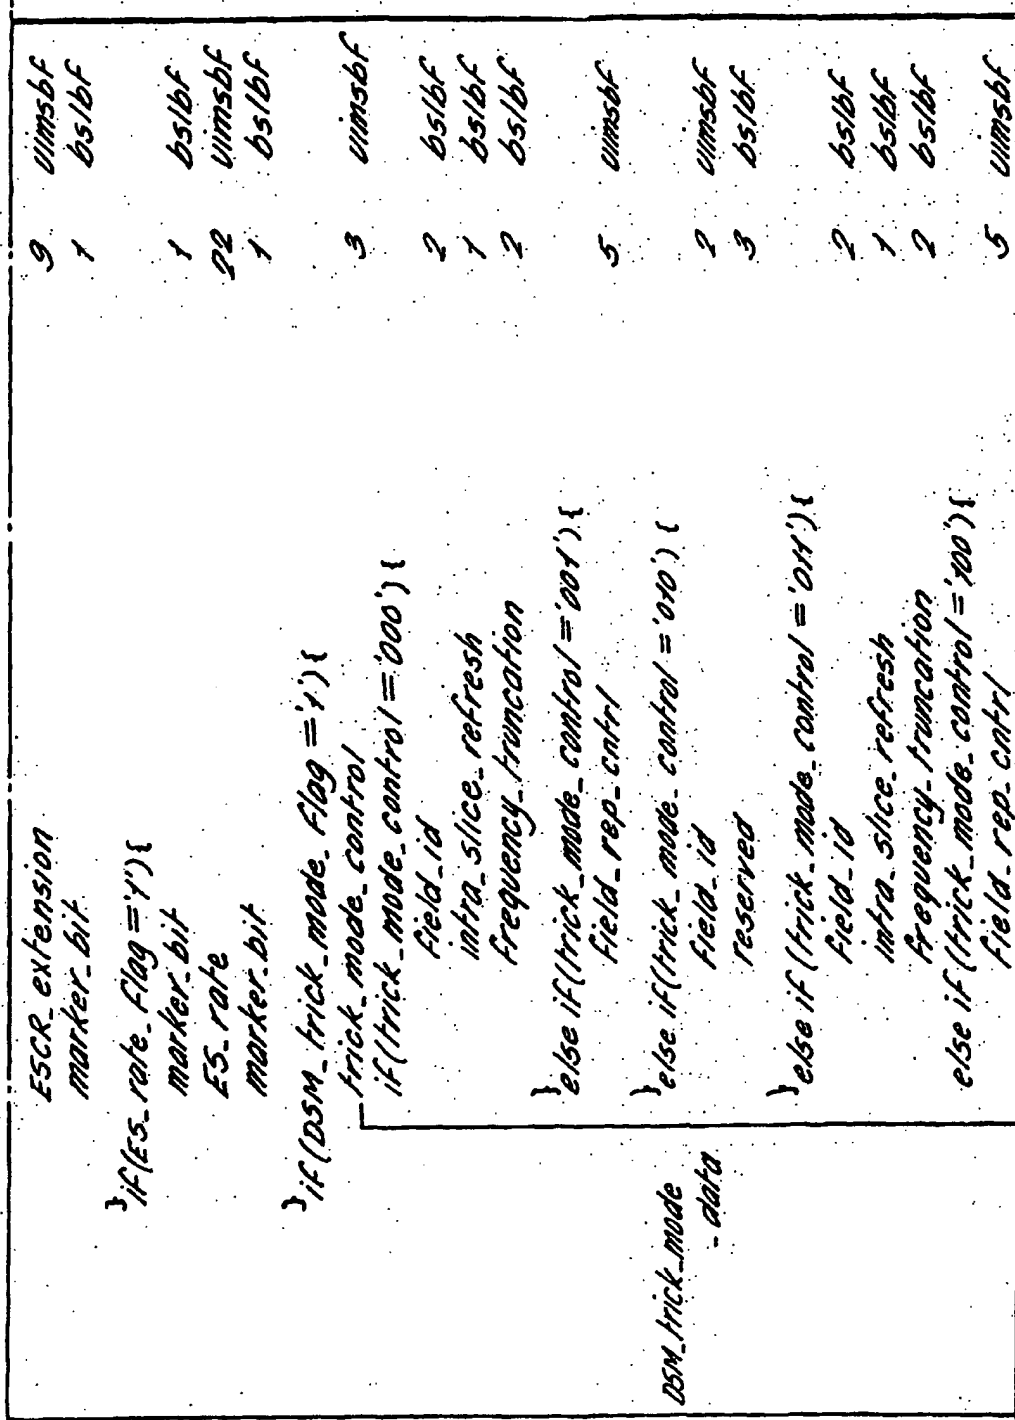 ESCR_extension 9 uimsbf
marker_bit 1 bslbf
}
if(ES_rate_flag =='1'){
marker_bit 1 bslbf
ES_rate 22 uimsbf
marker_bit 1 bslbf
}
if(DSM_trick_mode_flag =='1'){
trick_mode_control 3 uimsbf
if(trick_mode_control =='000'){
field_id 2 bslbf
intra_slice_refresh 1 bslbf
frequency_truncation 2 bslbf
}
else if(trick_mode_control =='001'){
field_rep_cntrl 5 uimsbf
}
else if(trick_mode_control =='010'){
field_id 2 uimsbf
reserved 3 bslbf
}
else if(trick_mode_control =='011'){
field_id 2 bslbf
intra_slice_refresh 1 bslbf
frequency_truncation 2 bslbf
else if(trick_mode_control =='100'){
field_rep_cntrl 5 uimsbf
DSM_trick_mode
_data